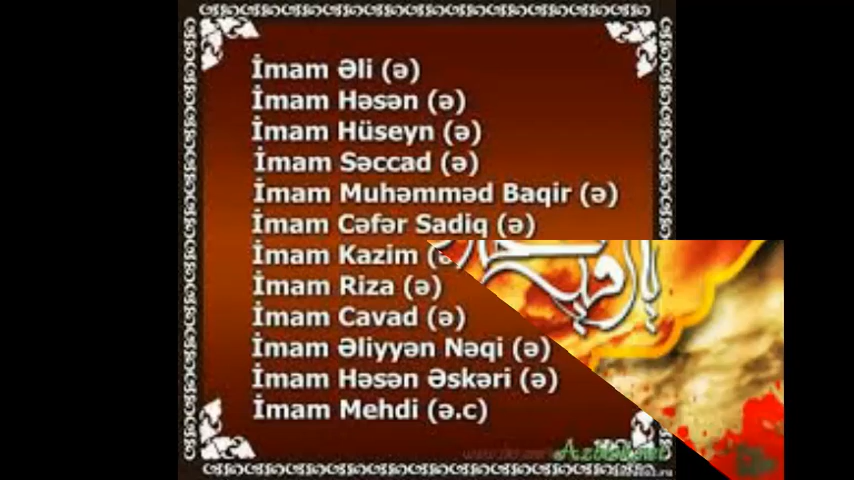 İmam Əli (ə)
İmam Həsən (ə)
İmam Hüseyn (ə)
İmam Səccad (ə)
İmam Muhəmməd Baqir (ə)
İmam Cəfər Sadiq (ə)
İmam Kazim (ə)
İmam Riza (ə)
İmam Cavad (ə)
İmam Əliyyən Nəqi (ə)
İmam Həsən Əskəri (ə)
İmam Mehdi (ə.c)